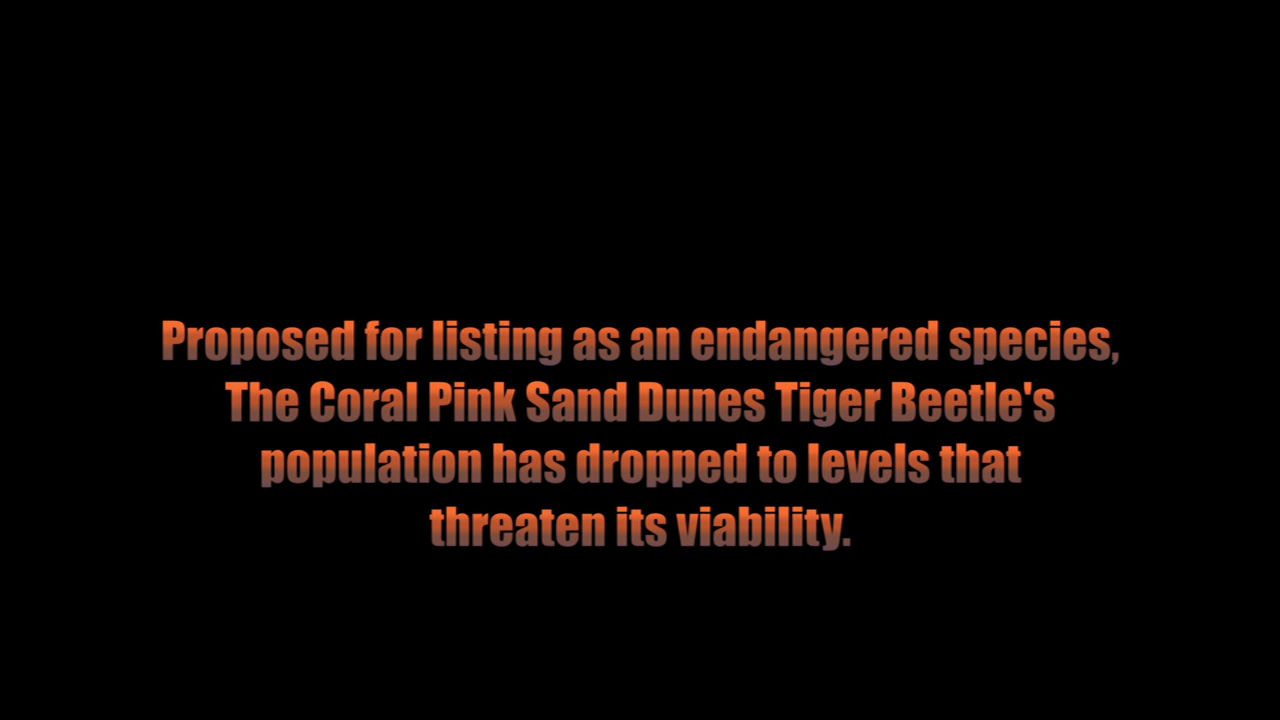 Proposed for listing as an endangered species,
The Coral Pink Sand Dunes Tiger Beetle's
population has dropped to levels that
threaten its viability.